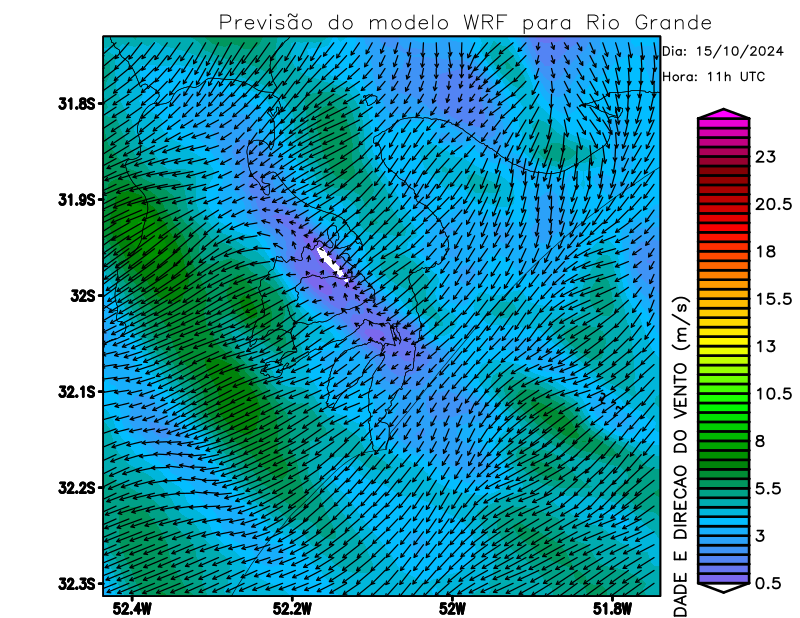 Previsão do modelo WRF para Rio Grande
Dia: 15/10/2024
Hora: 11h UTC
31.8S
31.9S
32S
32.1S
32.2S
32.3S
52.4W
52.2W
52W
51.8W
23
20.5
18
15.5
13
10.5
8
5.5
3
0.5
DADE E DIRECAO DO VENTO (m/s)